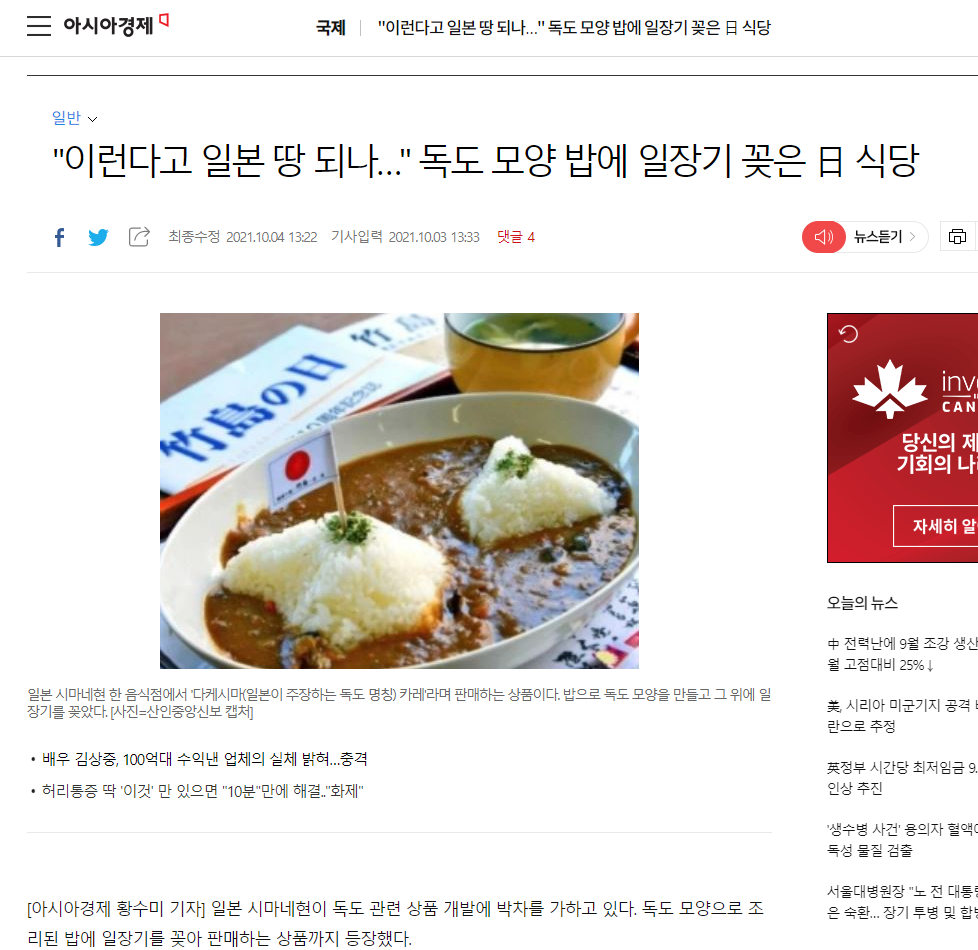 아시아경제
국제 "이런다고 일본 땅 되나..." 독도 모양 밥에 일장기 꽂은 日 식당
일반
"이런다고 일본 땅 되나..." 독도 모양 밥에 일장기 꽂은 日 식당
최종수정 2021.10.04 13:22 기사입력 2021.10.03 13:33 댓글 4
뉴스듣기
竹島
竹島の日
일본 시마네현 한 음식점에서 '다케시마(일본이 주장하는 독도 명칭) 카레'라며 판매하는 상품이다. 밥으로 독도 모양을 만들고 그 위에 일
장기를 꽂았다. [사진=산인중앙신보 캡처]
• 배우 김상중, 100억대 수익낸 업체의 실체 밝혀...충격
• 허리통증 딱 '이것' 만 있으면 "10분"만에 해결.."화제"
[아시아경제 황수미 기자] 일본 시마네현이 독도 관련 상품 개발에 박차를 가하고 있다. 독도 모양으로 조
리된 밥에 일장기를 꽂아 판매하는 상품까지 등장했다.
inv
CAN
당신의 제
기회의 나
자세히 알
오늘의 뉴스
中 전력난에 9월 조강 생산
월 고점대비 25%↓
美, 시리아 미군기지 공격
란으로 추정
英정부 시간당 최저임금 9.
인상 추진
'생수병 사건' 용의자 혈액에
독성 물질 검출
서울대병원장 "노 전 대통령
은 숙환... 장기 투병 및 합병